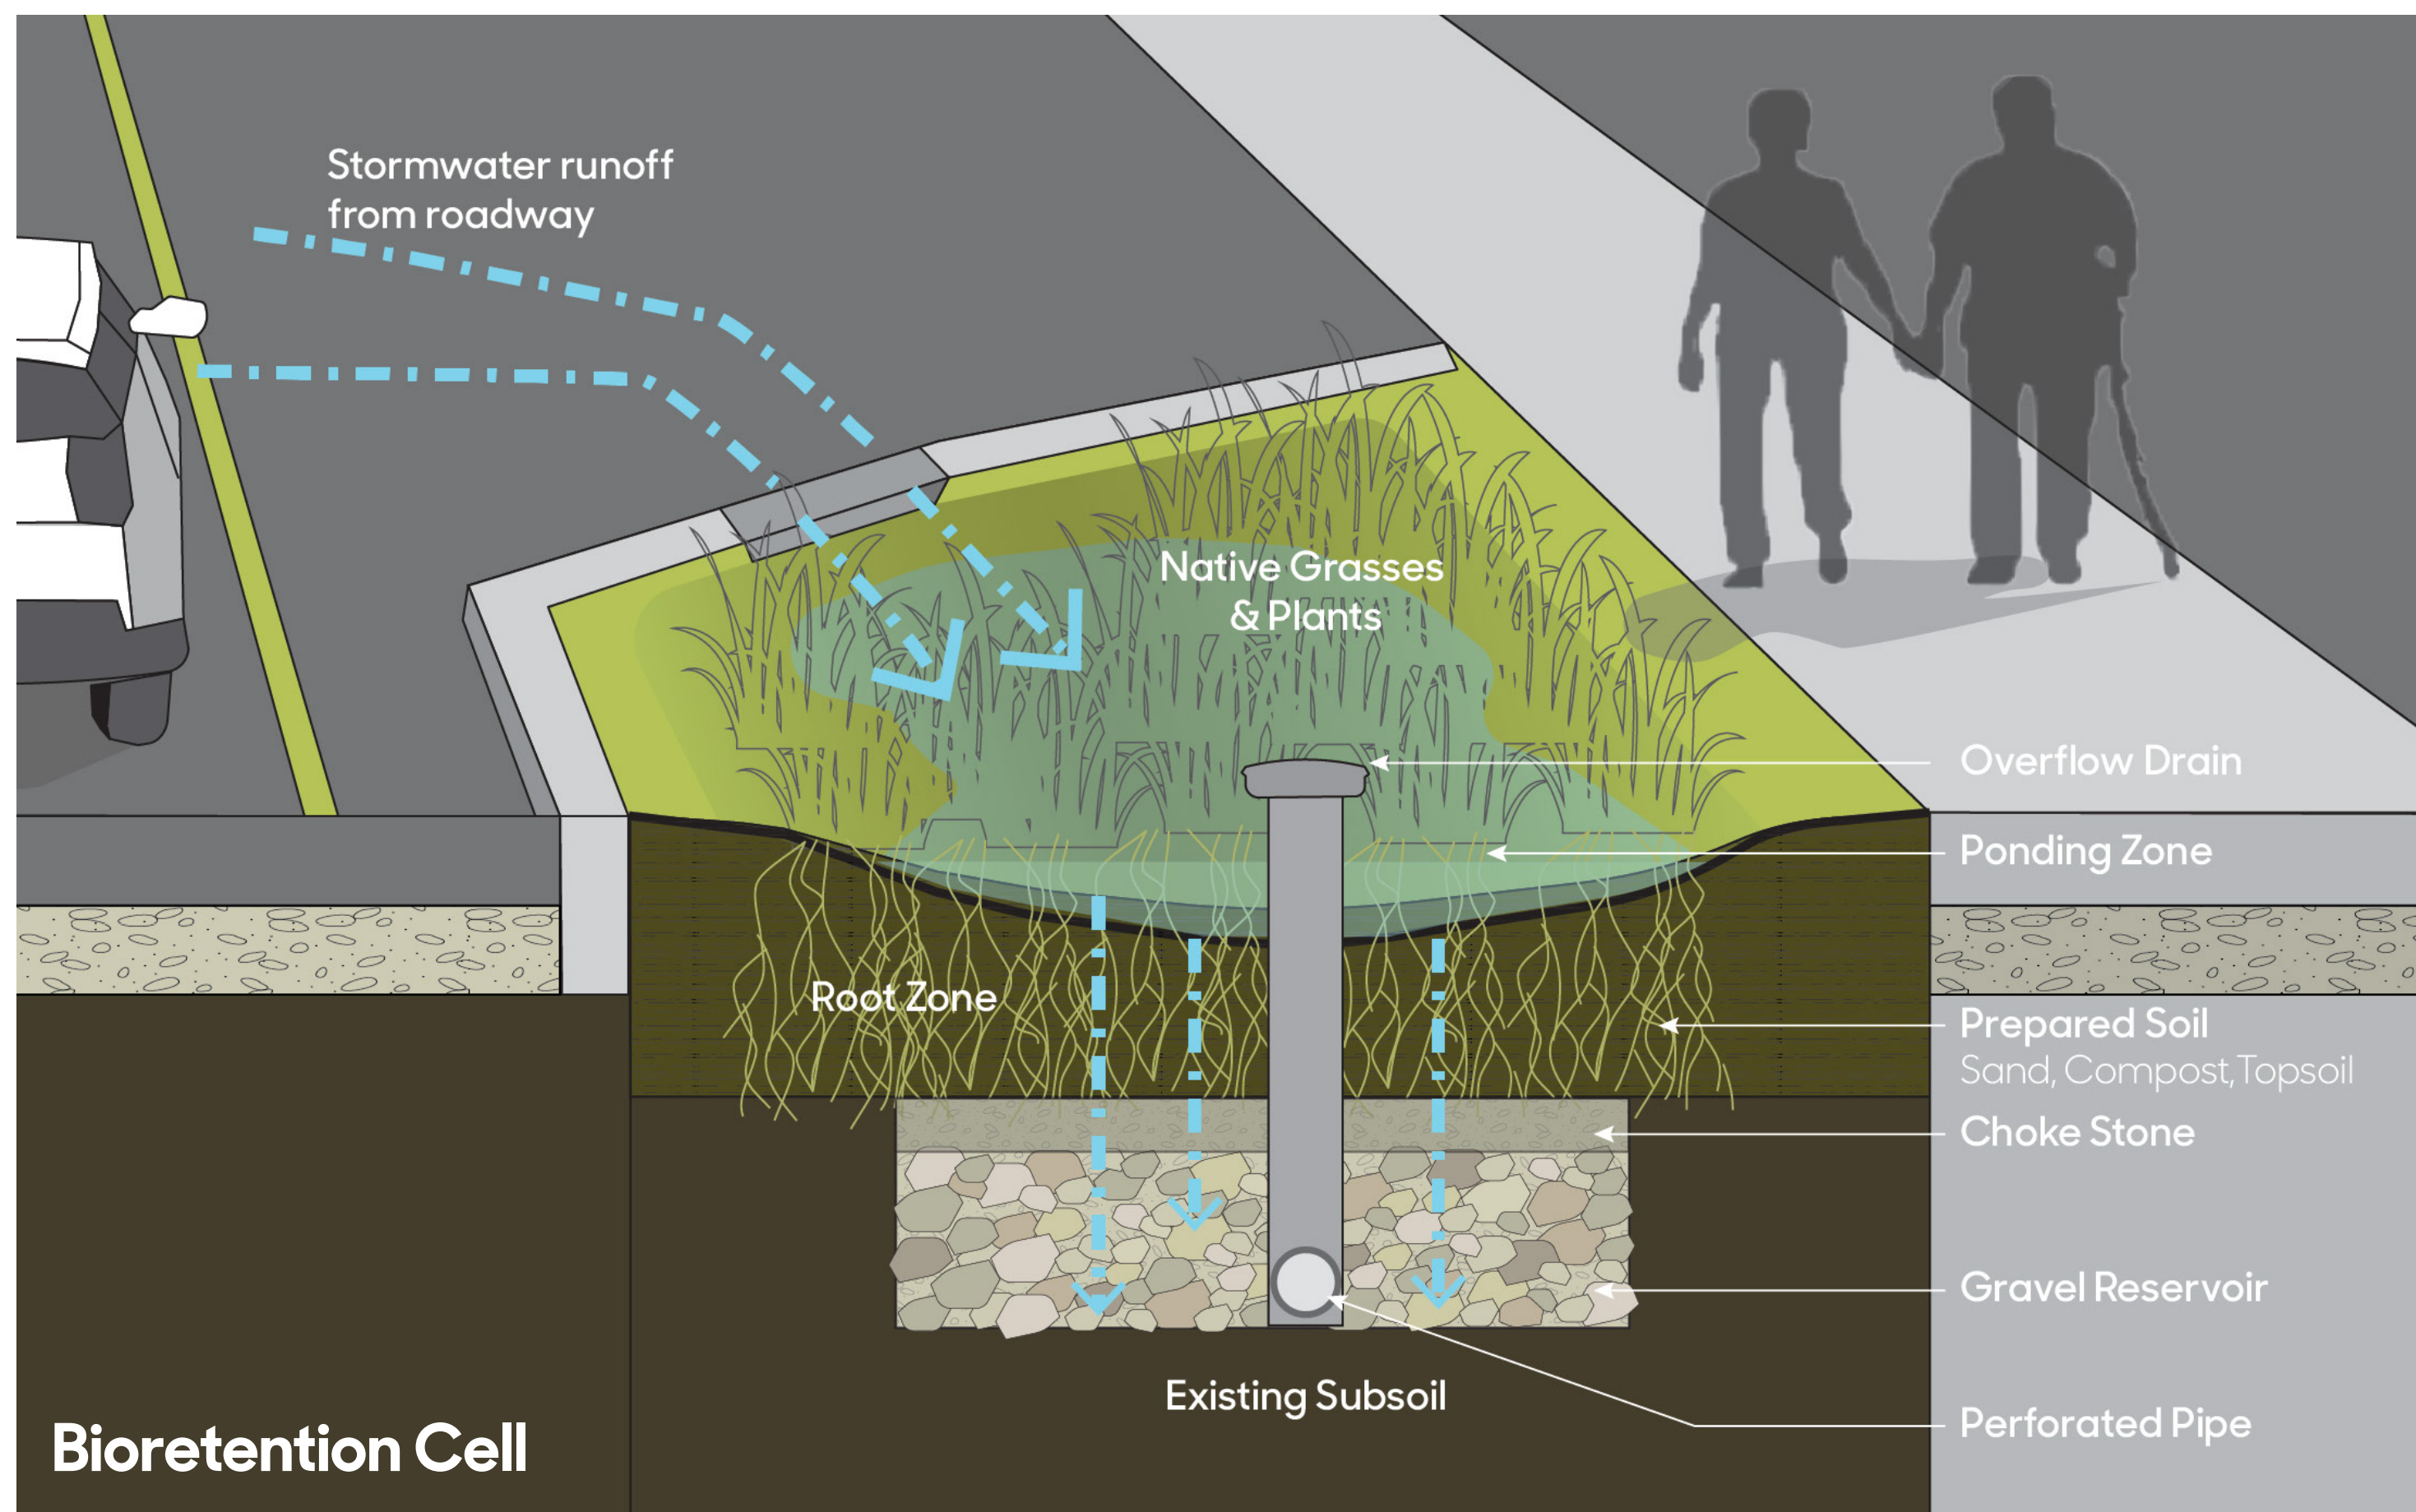 Stormwater runoff
from roadway
Native Grasses
& Plants
Overflow Drain
Ponding Zone
Root Zone
Prepared Soil
Sand, Compost, Topsoil
Choke Stone
Gravel Reservoir
Existing Subsoil
Perforated Pipe
Bioretention Cell